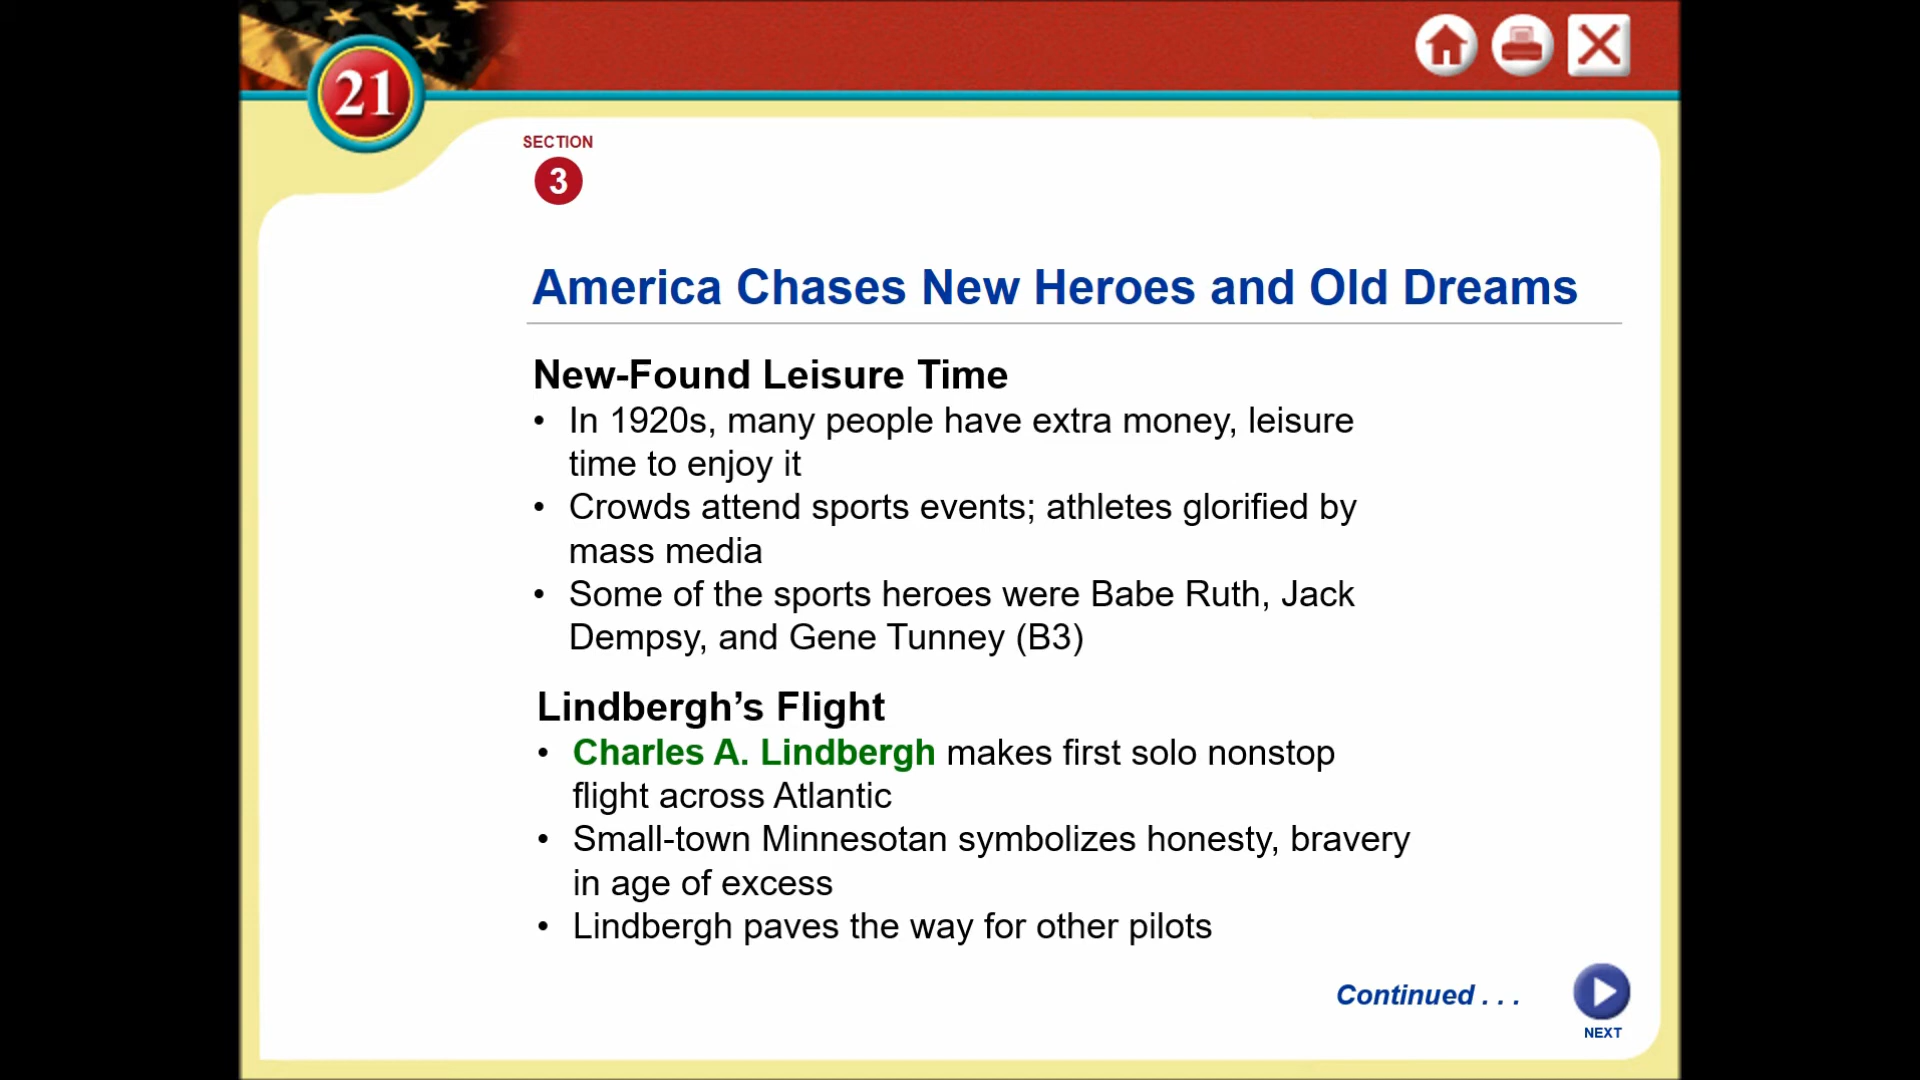 21
SECTION
3
America Chases New Heroes and Old Dreams
New-Found Leisure Time
• In 1920s, many people have extra money, leisure
time to enjoy it
• Crowds attend sports events; athletes glorified by
mass media
• Some of the sports heroes were Babe Ruth, Jack
Dempsy, and Gene Tunney (B3)
Lindbergh’s Flight
• Charles A. Lindbergh makes first solo nonstop
flight across Atlantic
• Small-town Minnesotan symbolizes honesty, bravery
in age of excess
• Lindbergh paves the way for other pilots
Continued . . .
NEXT